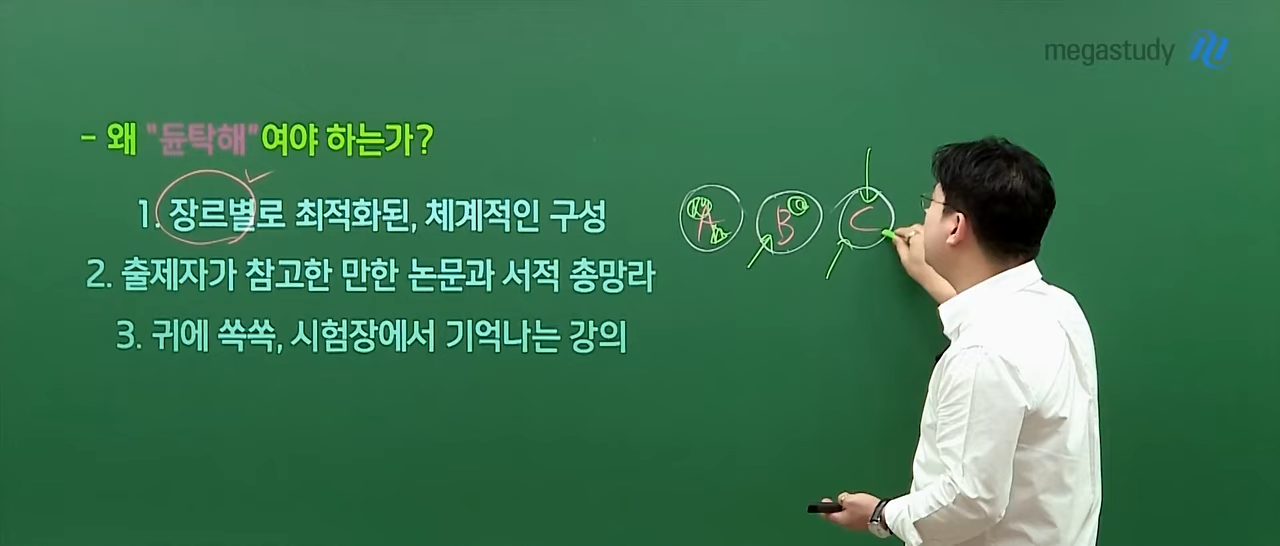 megastudy
- 왜 "듄탁해"여야 하는가?
1. 장르별로 최적화된, 체계적인 구성
A B C
2. 출제자가 참고한 만한 논문과 서적 총망라
3. 귀에 쏙쏙, 시험장에서 기억나는 강의